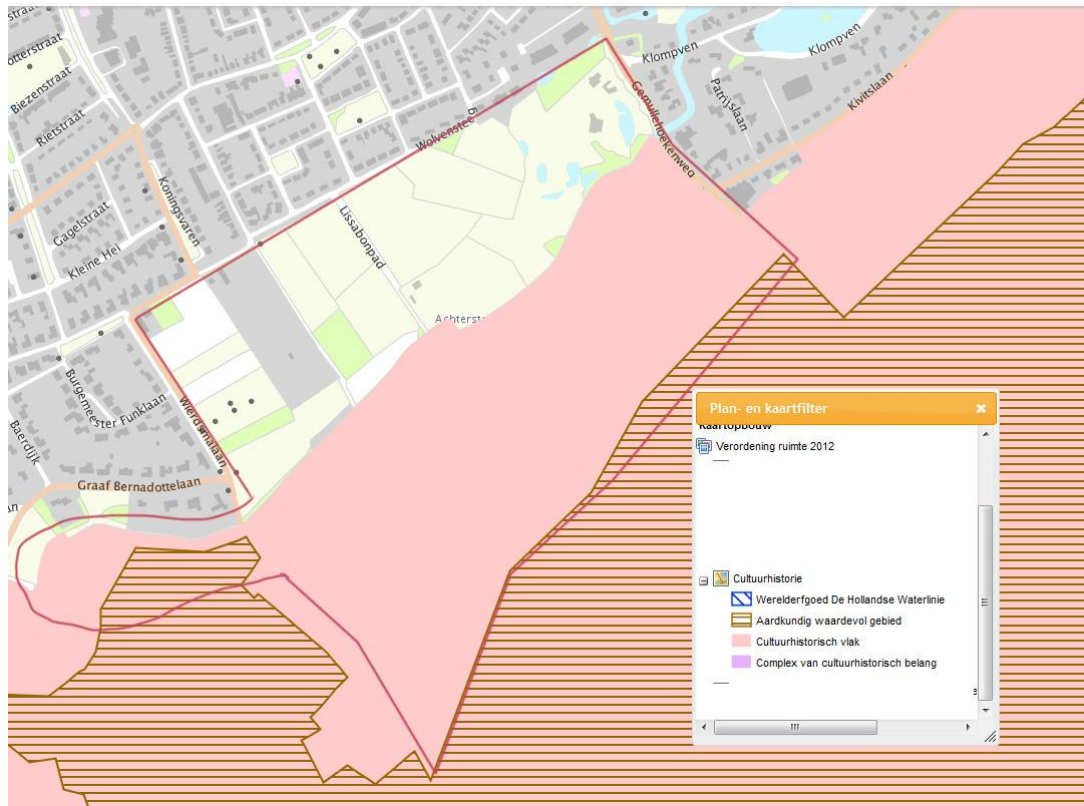 otterstraat
Biezenstraat
Rietstraat
Gagelstraat
Kleine Hei
Koningsvaren
Burgemeester Funklaan
Baerdijk
Wierdsmalaan
Graaf Bernadottelaan
Wolvensteeg
Lissabonpad
Klompven
Klompven
Patrijslaan
Kivitslaan
Gemullehoekenweg
Achterste
Plan- en kaartfilter
Kaartopbouw
Verordening ruimte 2012
Cultuurhistorie
Werelderfgoed De Hollandse Waterlinie
Aardkundig waardevol gebied
Cultuurhistorisch vlak
Complex van cultuurhistorisch belang